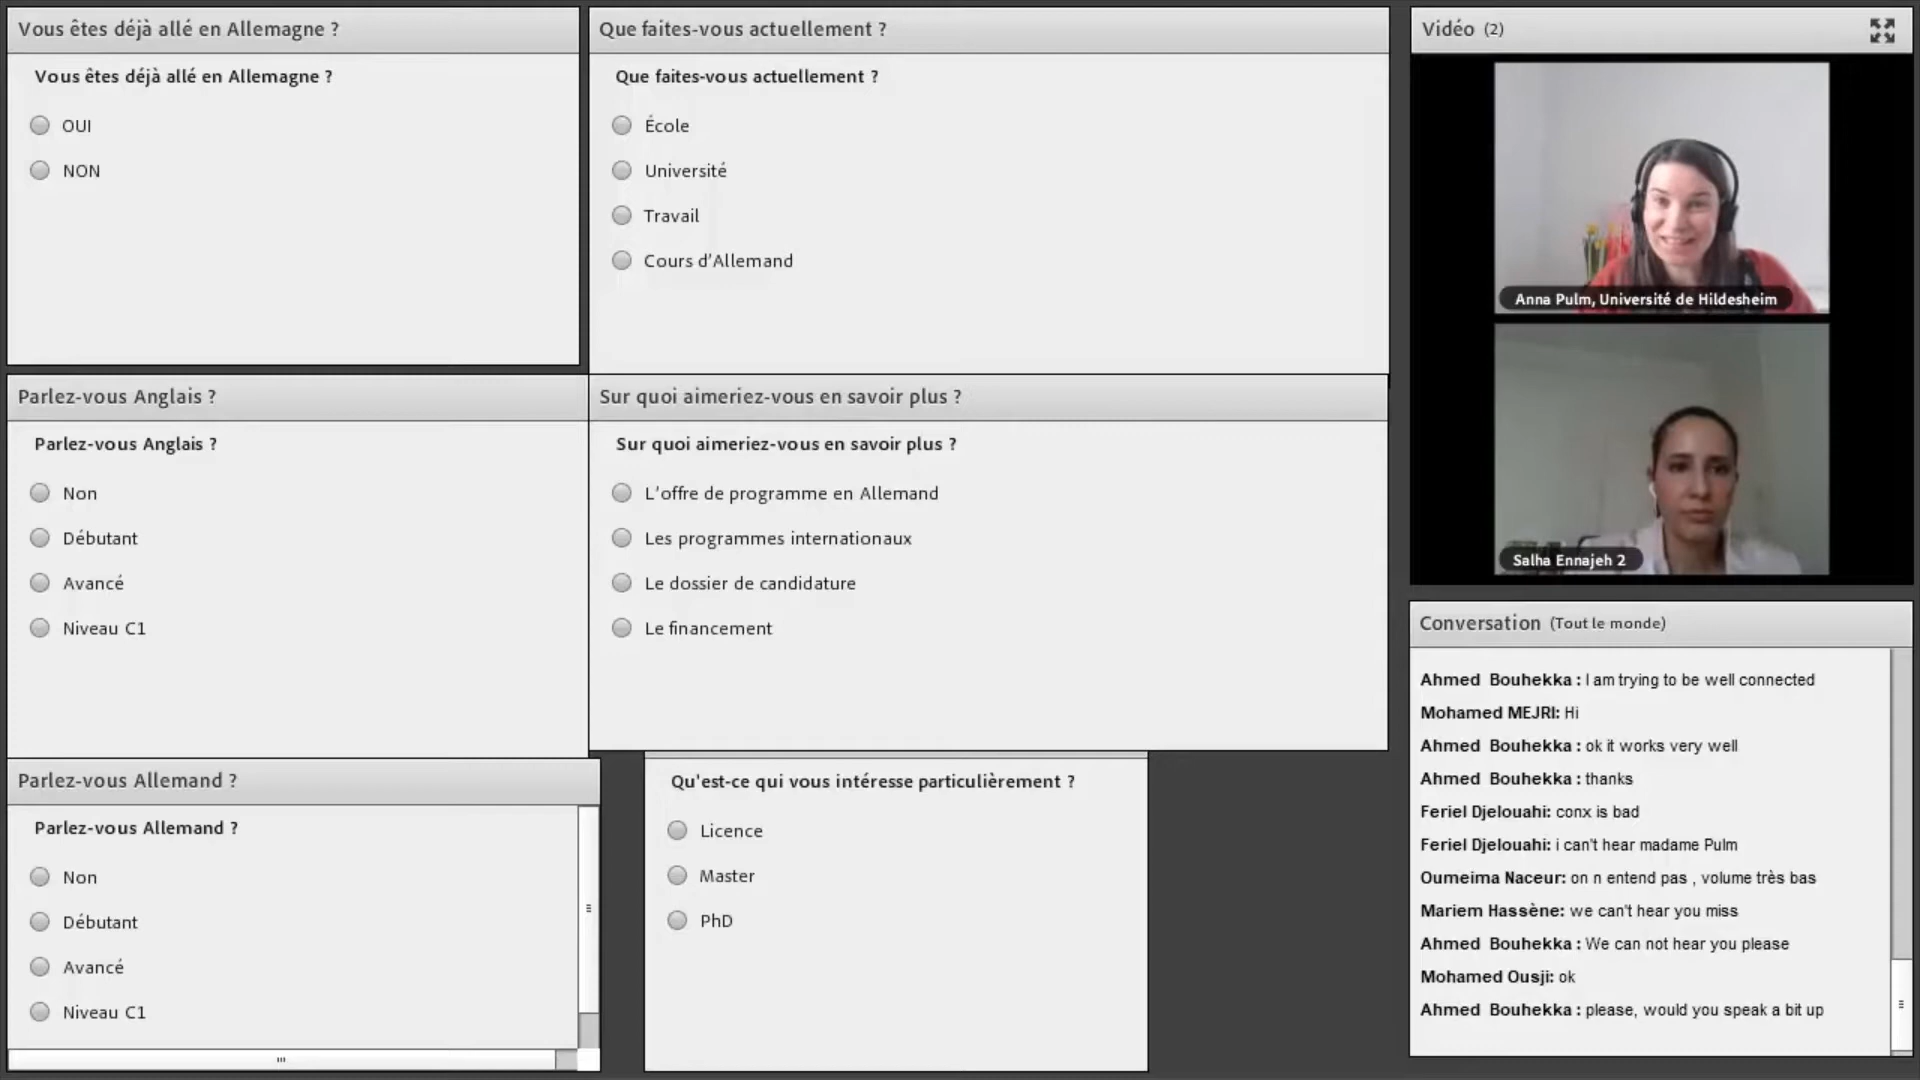 Vous êtes déjà allé en Allemagne ?
Vous êtes déjà allé en Allemagne ?
OUI
NON
Que faites-vous actuellement ?
Que faites-vous actuellement ?
École
Université
Travail
Cours d’Allemand
Parlez-vous Anglais ?
Parlez-vous Anglais ?
Non
Débutant
Avancé
Niveau C1
Sur quoi aimeriez-vous en savoir plus ?
Sur quoi aimeriez-vous en savoir plus ?
L’offre de programme en Allemand
Les programmes internationaux
Le dossier de candidature
Le financement
Parlez-vous Allemand ?
Parlez-vous Allemand ?
Non
Débutant
Avancé
Niveau C1
Qu'est-ce qui vous intéresse particulièrement ?
Licence
Master
PhD
Vidéo (2)
Anna Pulm, Université de Hildesheim
Salha Ennajeh 2
Conversation (Tout le monde)
Ahmed Bouhekka : I am trying to be well connected
Mohamed MEJRI: Hi
Ahmed Bouhekka : ok it works very well
Ahmed Bouhekka : thanks
Feriel Djelouahi: conx is bad
Feriel Djelouahi: i can't hear madame Pulm
Oumeima Naceur: on n entend pas , volume très bas
Mariem Hassène: we can't hear you miss
Ahmed Bouhekka : We can not hear you please
Mohamed Ousji: ok
Ahmed Bouhekka : please, would you speak a bit up